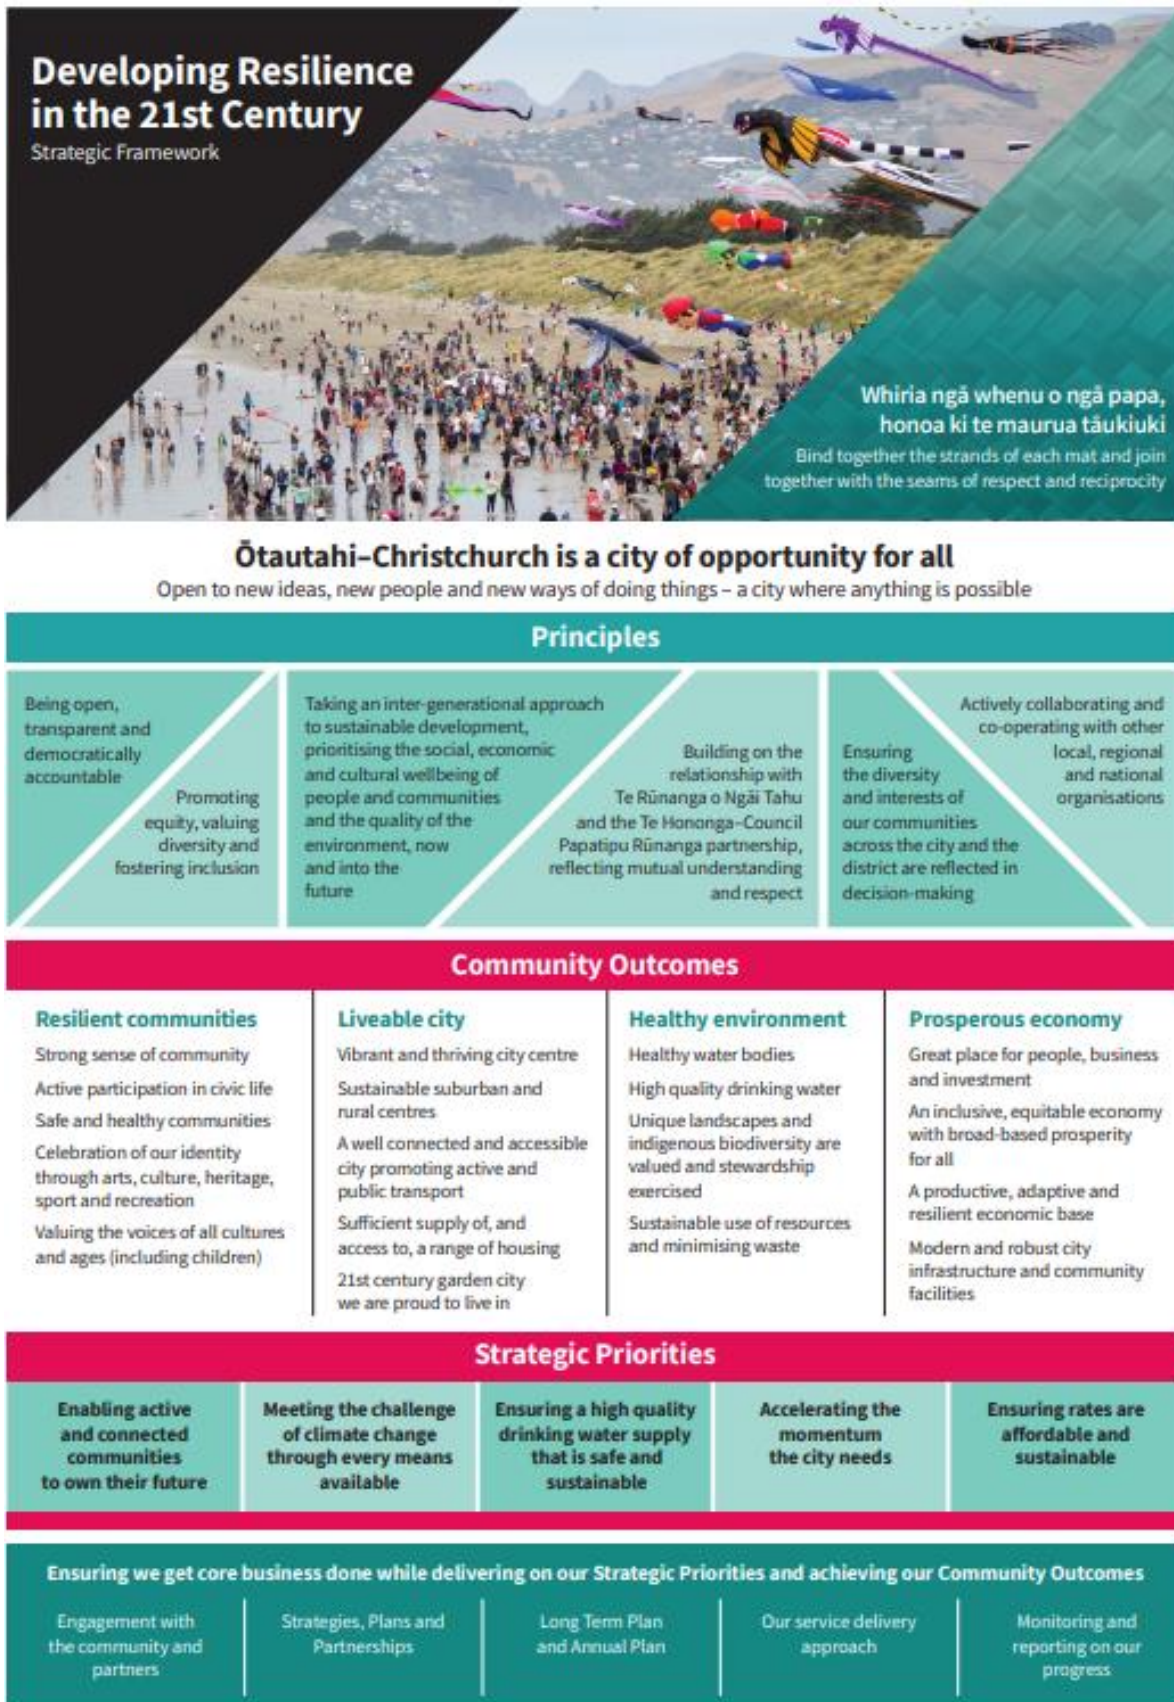 Developing Resilience
in the 21st Century
Strategic Framework
Whiria ngā whenu o ngā papa,
honoa ki te maurua tāukiuki
Bind together the strands of each mat and join
together with the seams of respect and reciprocity
Ōtautahi–Christchurch is a city of opportunity for all
Open to new ideas, new people and new ways of doing things – a city where anything is possible
Principles
Being open,
transparent and
democratically
accountable
Promoting
equity, valuing
diversity and
fostering inclusion
Taking an inter-generational approach
to sustainable development,
prioritising the social, economic
and cultural wellbeing of
people and communities
and the quality of the
environment, now
and into the
future
Building on the
relationship with
Te Rūnanga o Ngāi Tahu
and the Te Hononga–Council
Papatipu Rūnanga partnership,
reflecting mutual understanding
and respect
Ensuring
the diversity
and interests of
our communities
across the city and the
district are reflected in
decision-making
Actively collaborating and
co-operating with other
local, regional
and national
organisations
Community Outcomes
Resilient communities
Strong sense of community
Active participation in civic life
Safe and healthy communities
Celebration of our identity
through arts, culture, heritage,
sport and recreation
Valuing the voices of all cultures
and ages (including children)
Liveable city
Vibrant and thriving city centre
Sustainable suburban and
rural centres
A well connected and accessible
city promoting active and
public transport
Sufficient supply of, and
access to, a range of housing
21st century garden city
we are proud to live in
Healthy environment
Healthy water bodies
High quality drinking water
Unique landscapes and
indigenous biodiversity are
valued and stewardship
exercised
Sustainable use of resources
and minimising waste
Prosperous economy
Great place for people, business
and investment
An inclusive, equitable economy
with broad-based prosperity
for all
A productive, adaptive and
resilient economic base
Modern and robust city
infrastructure and community
facilities
Strategic Priorities
Enabling active
and connected
communities
to own their future
Meeting the challenge
of climate change
through every means
available
Ensuring a high quality
drinking water supply
that is safe and
sustainable
Accelerating the
momentum
the city needs
Ensuring rates are
affordable and
sustainable
Ensuring we get core business done while delivering on our Strategic Priorities and achieving our Community Outcomes
Engagement with
the community and
partners
Strategies, Plans and
Partnerships
Long Term Plan
and Annual Plan
Our service delivery
approach
Monitoring and
reporting on our
progress